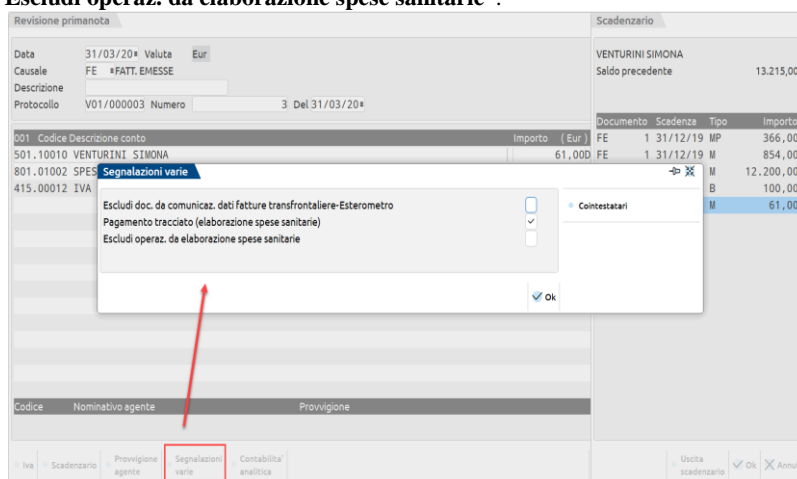 Escludi operaz. da elaborazione spese sanitarie".
Revisione primanota
Scadenzario
Data 31/03/20 Valuta Eur
Causale FE FATT. EMESSE
Descrizione
Protocollo V01/000003 Numero 3 Del 31/03/20
VENTURINI SIMONA
Saldo precedente 13.215,00
001 Codice Descrizione conto Importo (Eur)
501.10010 VENTURINI SIMONA 61,00D
801.01002 SPES
415.00012 IVA
Documento Scadenza Tipo Importo
FE 1 31/12/19 MP 366,00
FE 1 31/12/19 M 854,00
M 12.200,00
B 100,00
M 61,00
Segnalazioni varie
Escludi doc. da comunicaz. dati fatture transfrontaliere-Esterometro
Pagamento tracciato (elaborazione spese sanitarie)
Escludi operaz. da elaborazione spese sanitarie
Cointestatari
Ok
Codice Nominativo agente Provvigione
Iva
Scadenzario
Provvigione agente
Segnalazioni varie
Contabilita' analitica
Uscita scadenzario
Ok
Annul